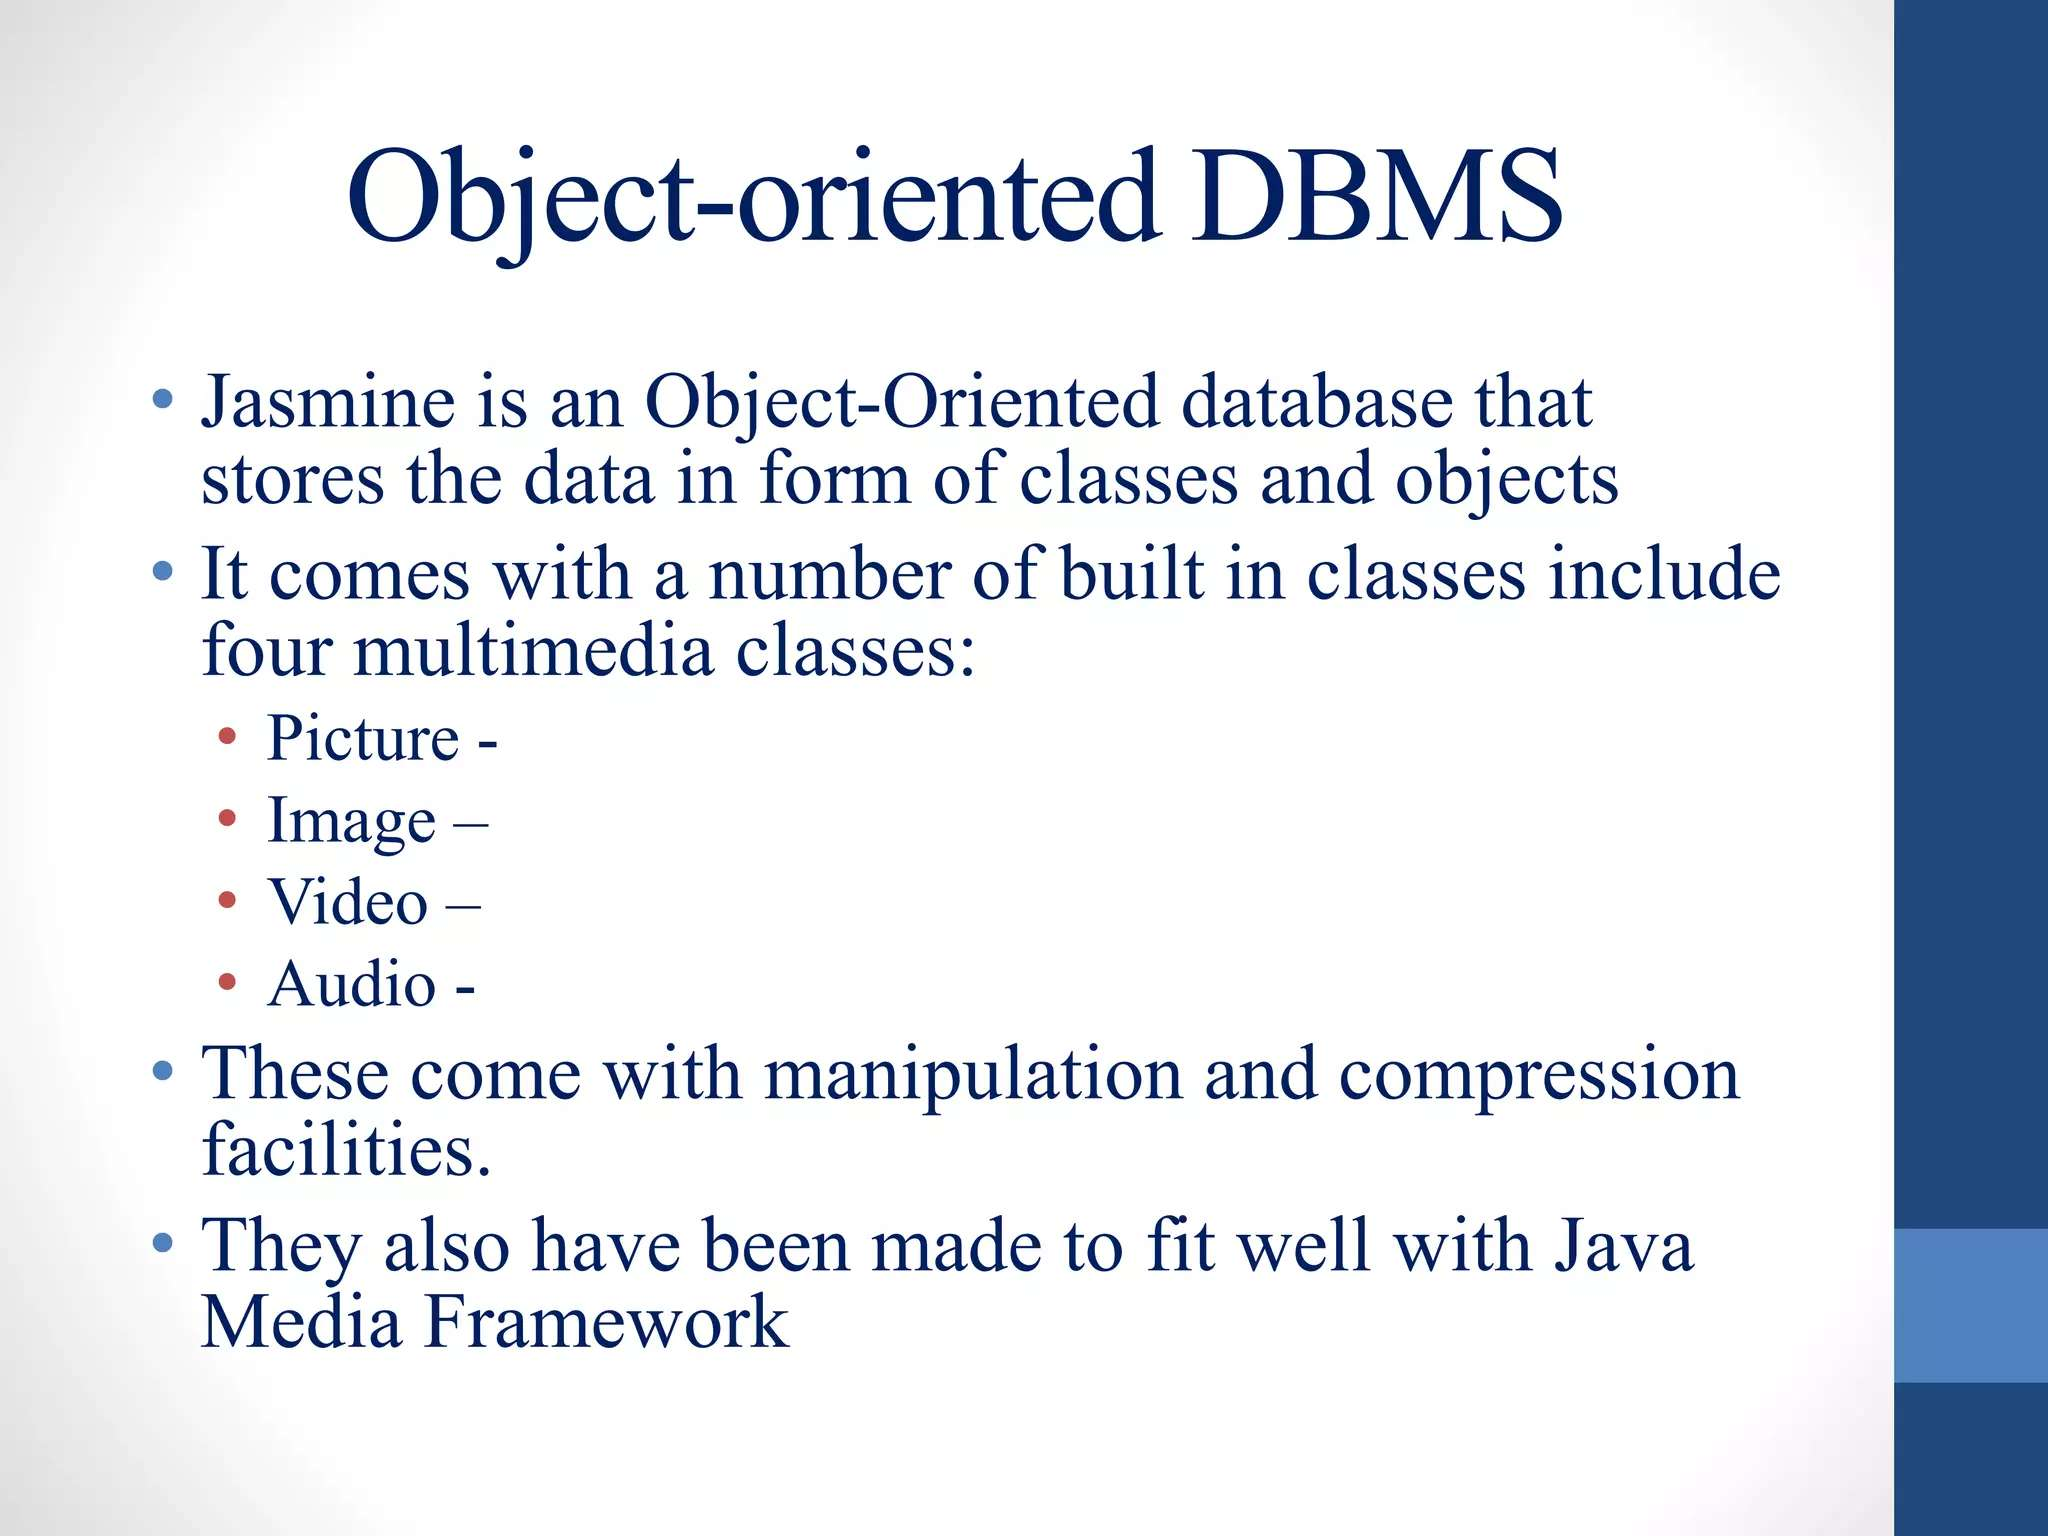 Object-oriented DBMS
• Jasmine is an Object-Oriented database that
stores the data in form of classes and objects
• It comes with a number of built in classes include
four multimedia classes:
• Picture -
• Image –
• Video –
• Audio -
• These come with manipulation and compression
facilities.
• They also have been made to fit well with Java
Media Framework